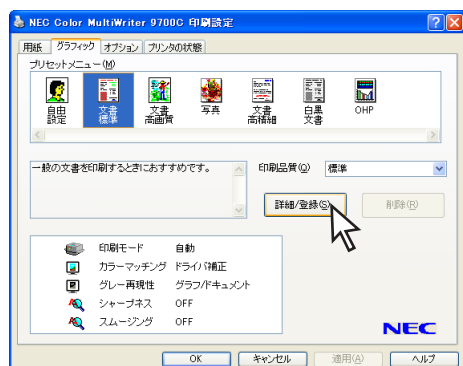 NEC Color MultiWriter 9700C 印刷設定
用紙 グラフィック オプション プリンタの状態
プリセットメニュー(M)
自由設定 文書標準 文書高画質 写真 文書高精細 白黒文書 OHP
一般の文書を印刷するときにおすすめです。
印刷品質(Q) 標準
詳細/登録(S) 削除(R)
印刷モード 自動
カラーマッチング ドライバ補正
グレー再現性 グラフ/ドキュメント
シャープネス OFF
スムージング OFF
NEC
OK キャンセル 適用(A) ヘルプ